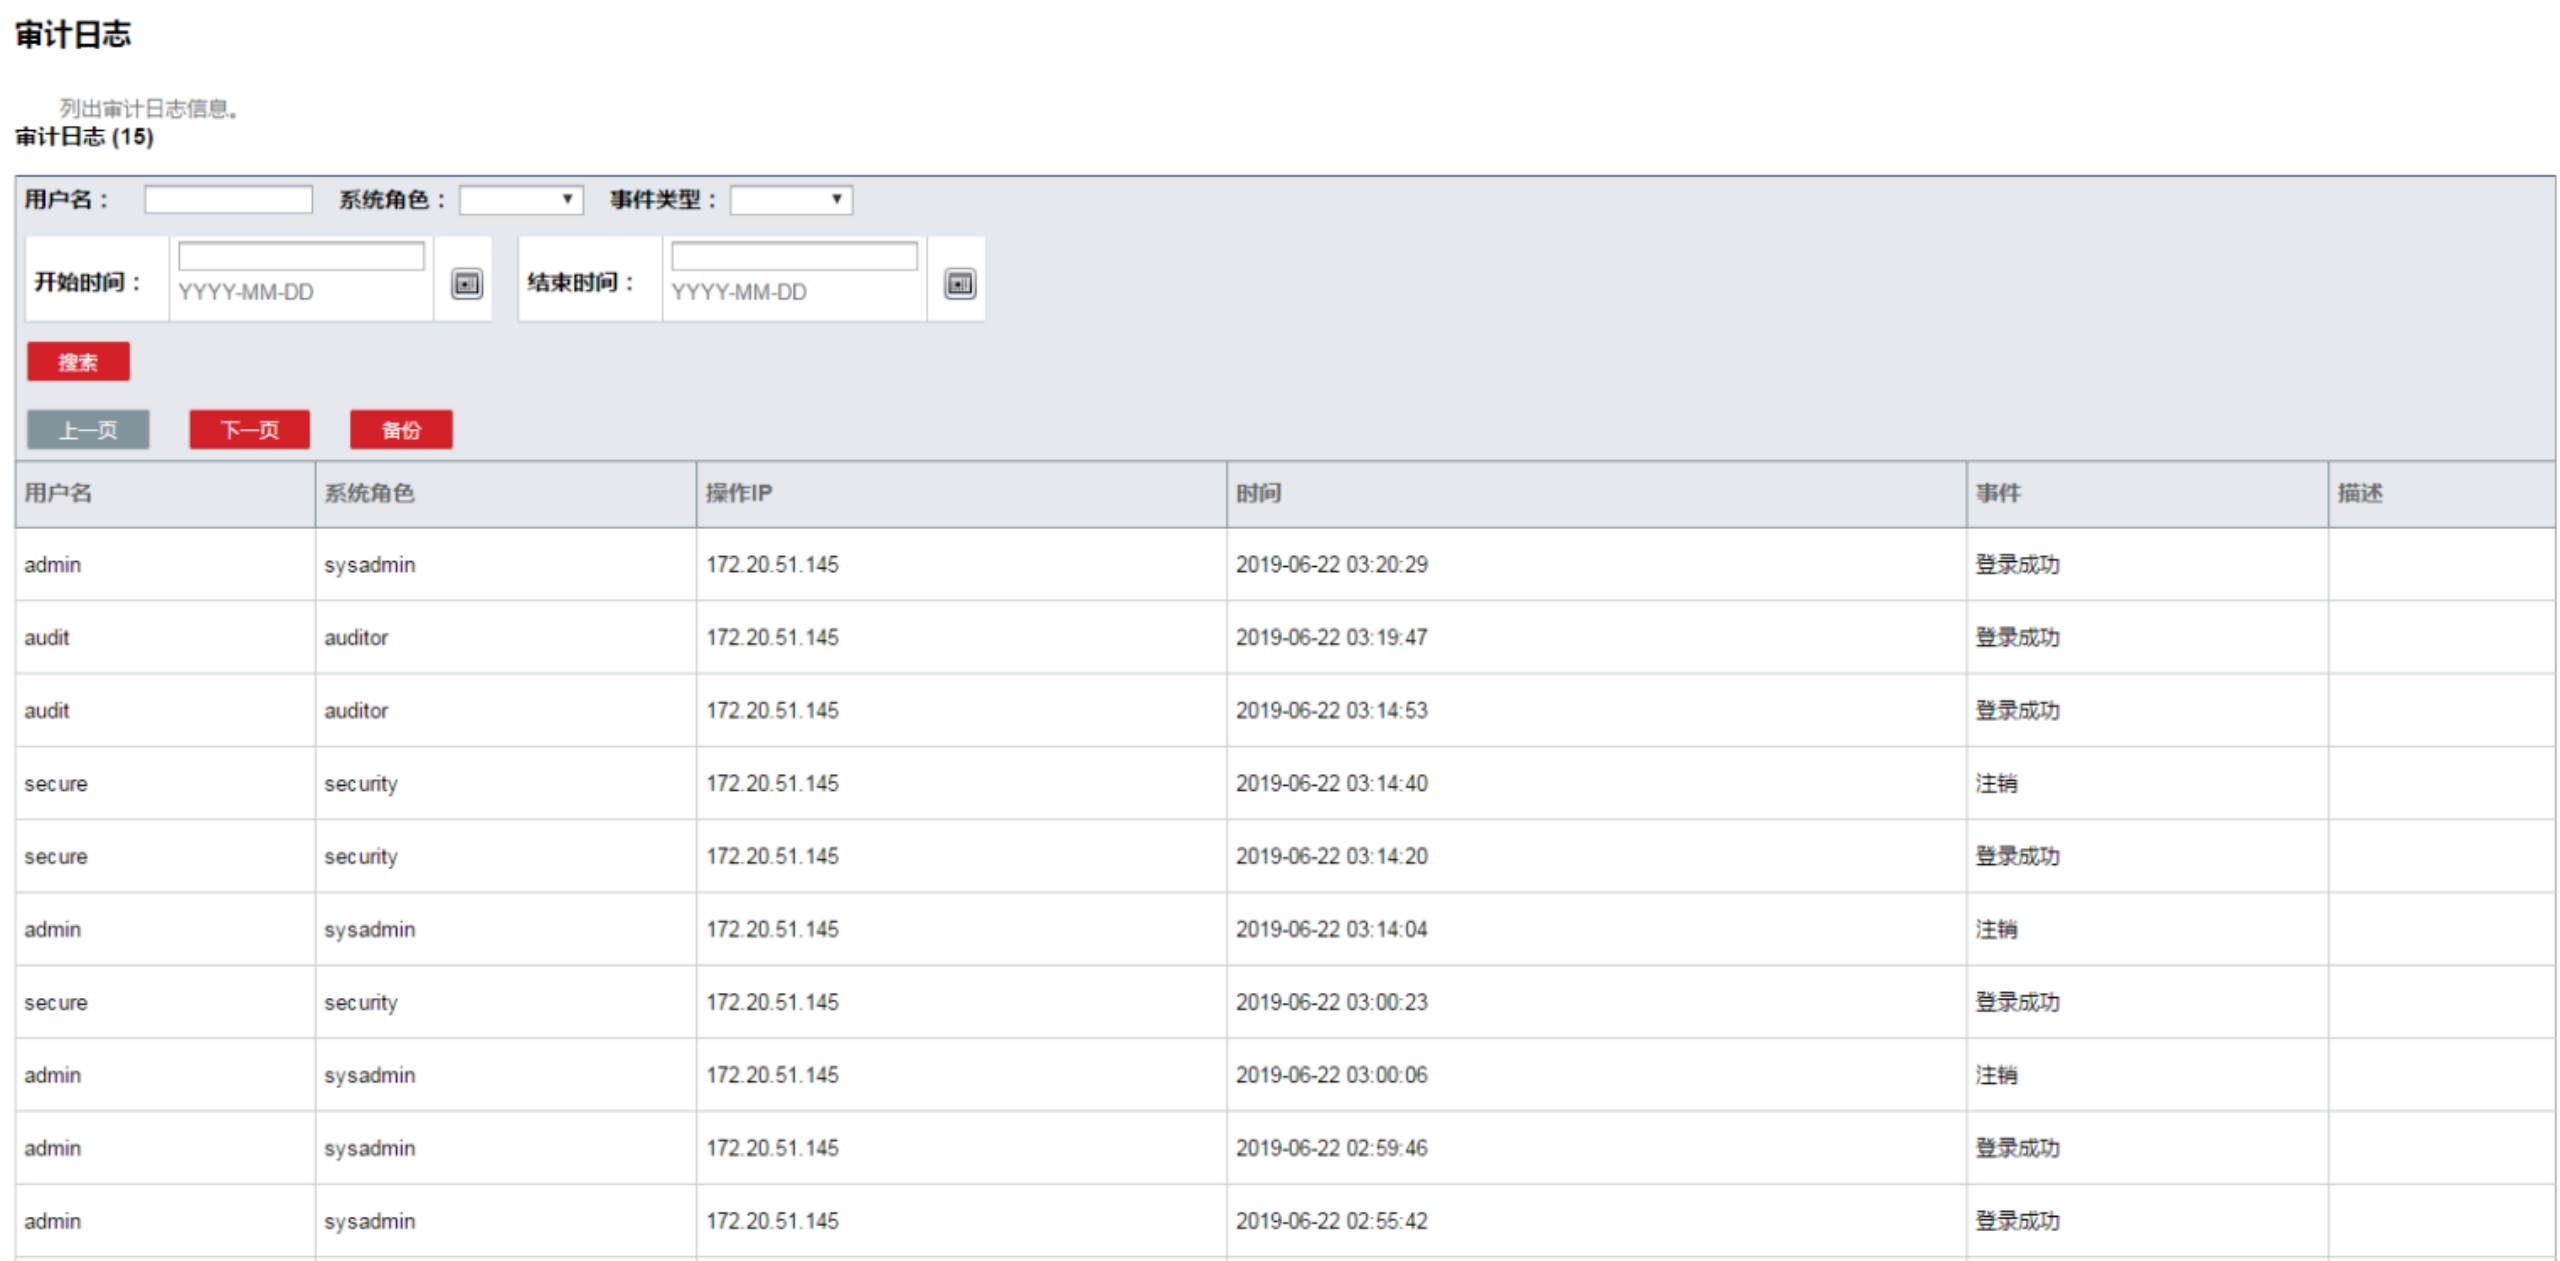 审计日志
列出审计日志信息。
审计日志 (15)
用户名： 系统角色： 事件类型：
开始时间： YYYY-MM-DD 结束时间： YYYY-MM-DD
搜索
上一页 下一页 备份
用户名 系统角色 操作IP 时间 事件 描述
admin sysadmin 172.20.51.145 2019-06-22 03:20:29 登录成功
audit auditor 172.20.51.145 2019-06-22 03:19:47 登录成功
audit auditor 172.20.51.145 2019-06-22 03:14:53 登录成功
secure security 172.20.51.145 2019-06-22 03:14:40 注销
secure security 172.20.51.145 2019-06-22 03:14:20 登录成功
admin sysadmin 172.20.51.145 2019-06-22 03:14:04 注销
secure security 172.20.51.145 2019-06-22 03:00:23 登录成功
admin sysadmin 172.20.51.145 2019-06-22 03:00:06 注销
admin sysadmin 172.20.51.145 2019-06-22 02:59:46 登录成功
admin sysadmin 172.20.51.145 2019-06-22 02:55:42 登录成功